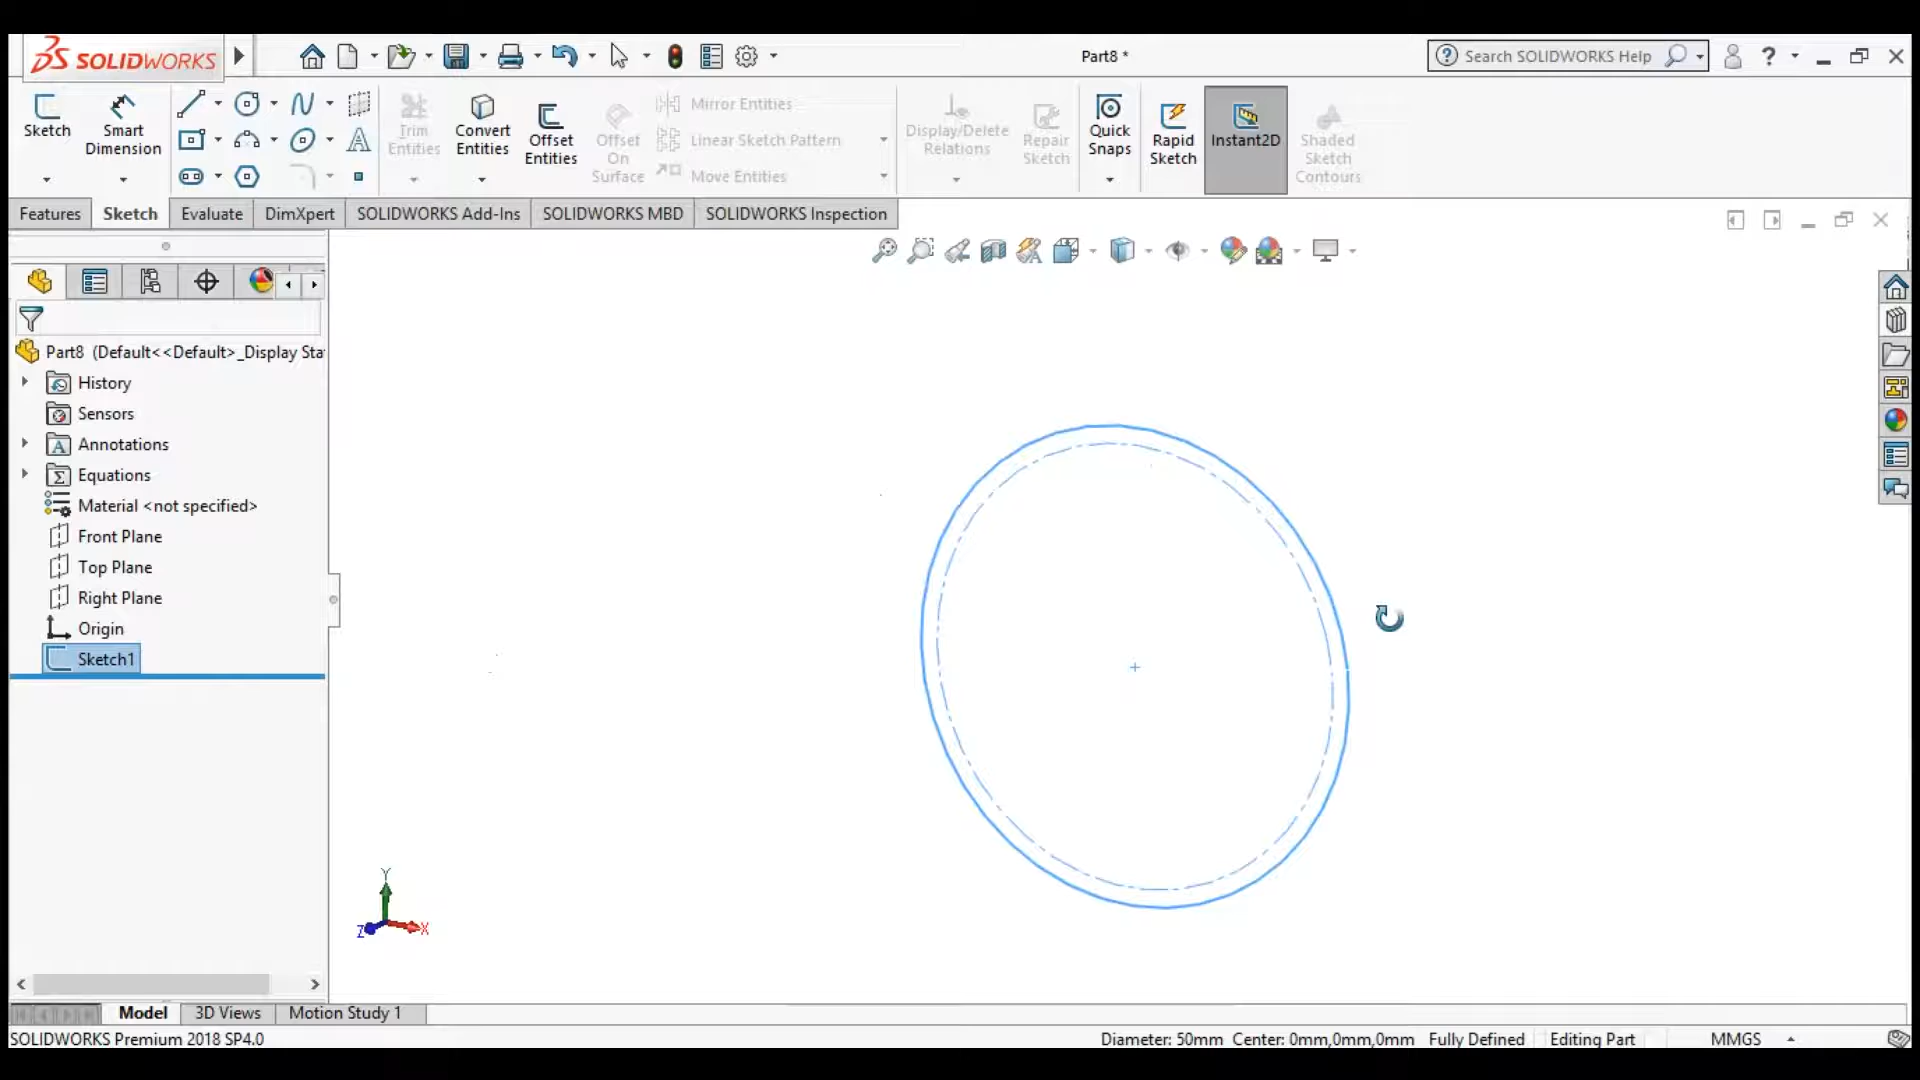 SOLIDWORKS
Part8 *
Search SOLIDWORKS Help
Sketch
Smart Dimension
Trim Entities
Convert Entities
Offset Entities
Offset On Surface
Mirror Entities
Linear Sketch Pattern
Move Entities
Display/Delete Relations
Repair Sketch
Quick Snaps
Rapid Sketch
Instant2D
Shaded Sketch Contours
Features
Sketch
Evaluate
DimXpert
SOLIDWORKS Add-Ins
SOLIDWORKS MBD
SOLIDWORKS Inspection
Part8 (Default<<Default>_Display Sta
History
Sensors
Annotations
Equations
Material <not specified>
Front Plane
Top Plane
Right Plane
Origin
Sketch1
Y
Z
X
Model
3D Views
Motion Study 1
SOLIDWORKS Premium 2018 SP4.0
Diameter: 50mm Center: 0mm,0mm,0mm
Fully Defined
Editing Part
MMGS